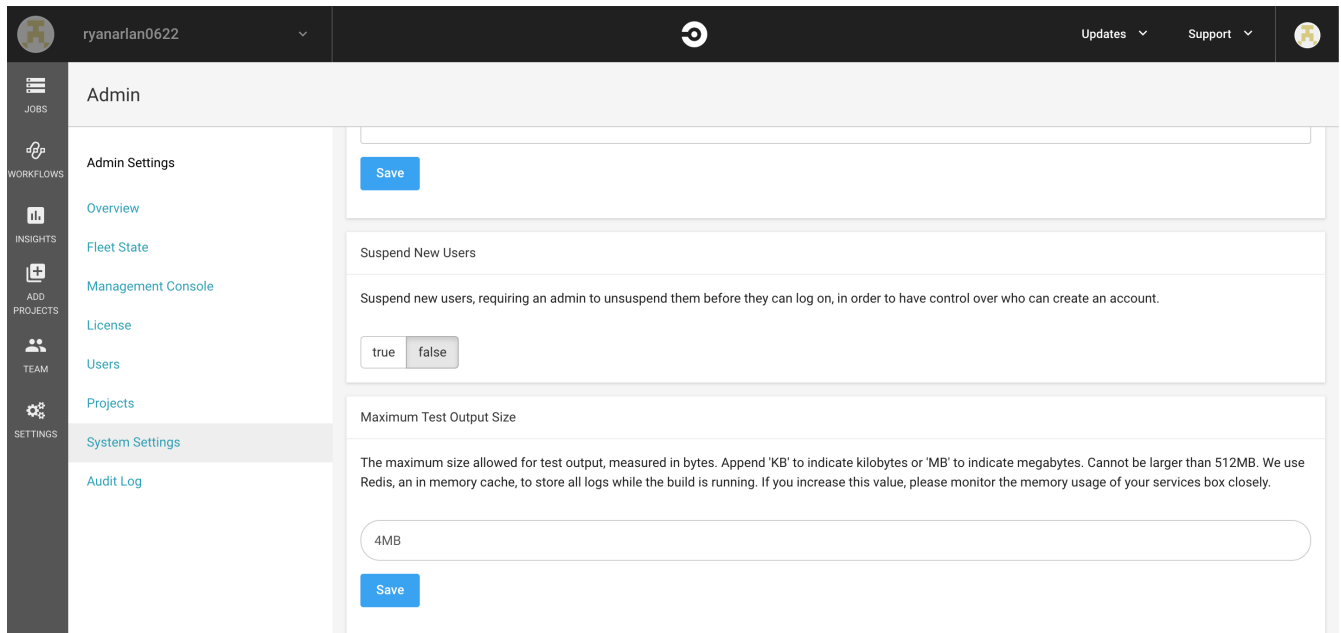 ryanarlan0622
Updates
Support
JOBS
WORKFLOWS
INSIGHTS
ADD
PROJECTS
TEAM
SETTINGS
Admin
Admin Settings
Overview
Fleet State
Management Console
License
Users
Projects
System Settings
Audit Log
Save
Suspend New Users
Suspend new users, requiring an admin to unsuspend them before they can log on, in order to have control over who can create an account.
true false
Maximum Test Output Size
The maximum size allowed for test output, measured in bytes. Append 'KB' to indicate kilobytes or 'MB' to indicate megabytes. Cannot be larger than 512MB. We use
Redis, an in memory cache, to store all logs while the build is running. If you increase this value, please monitor the memory usage of your services box closely.
4MB
Save